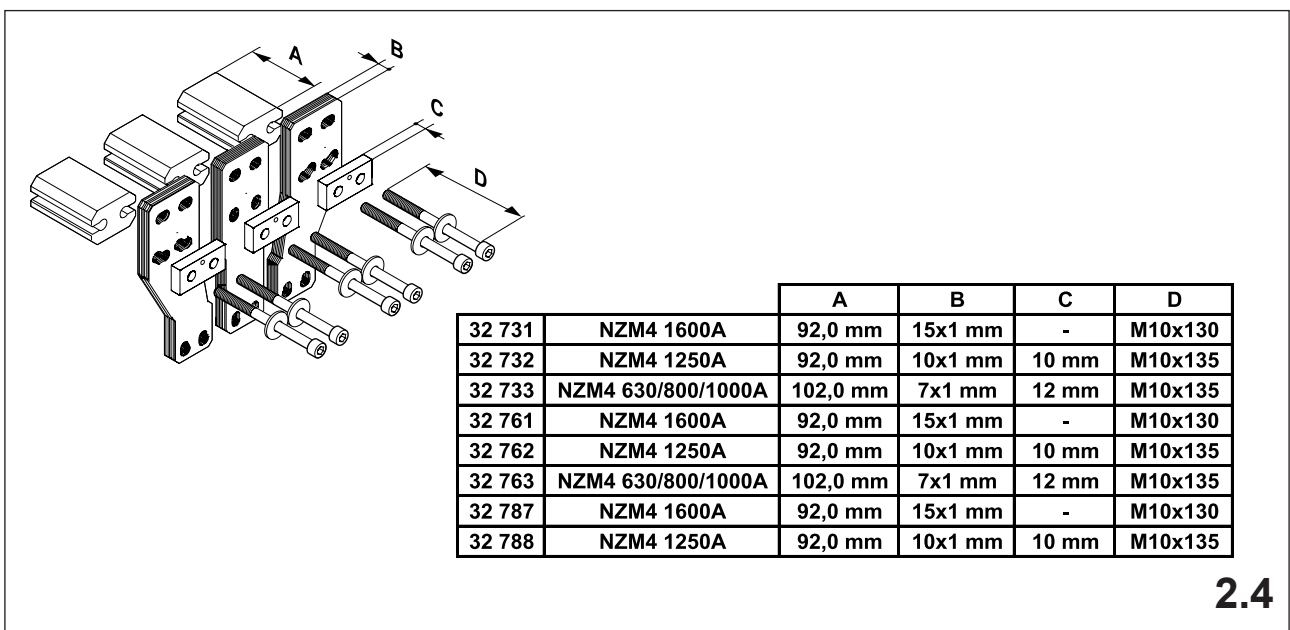 A
B
C
D
A B C D
32 731 NZM4 1600A 92,0 mm 15x1 mm - M10x130
32 732 NZM4 1250A 92,0 mm 10x1 mm 10 mm M10x135
32 733 NZM4 630/800/1000A 102,0 mm 7x1 mm 12 mm M10x135
32 761 NZM4 1600A 92,0 mm 15x1 mm - M10x130
32 762 NZM4 1250A 92,0 mm 10x1 mm 10 mm M10x135
32 763 NZM4 630/800/1000A 102,0 mm 7x1 mm 12 mm M10x135
32 787 NZM4 1600A 92,0 mm 15x1 mm - M10x130
32 788 NZM4 1250A 92,0 mm 10x1 mm 10 mm M10x135
2.4